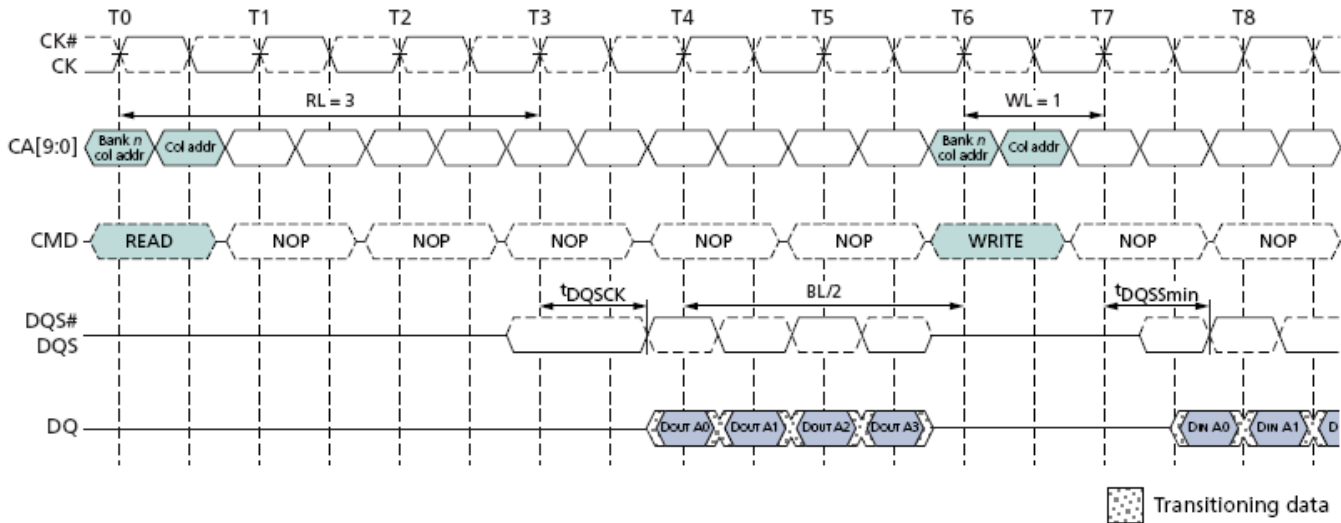 T0 T1 T2 T3 T4 T5 T6 T7 T8
CK#
CK
RL = 3 WL = 1
CA[9:0] Bank n col addr Col addr Bank n col addr Col addr
CMD READ NOP NOP NOP NOP NOP WRITE NOP NOP
tDQSCK BL/2 tDQSSmin
DQS#
DQS
DQ DOUT A0 DOUT A1 DOUT A2 DOUT A3 DIN A0 DIN A1 D
Transitioning data